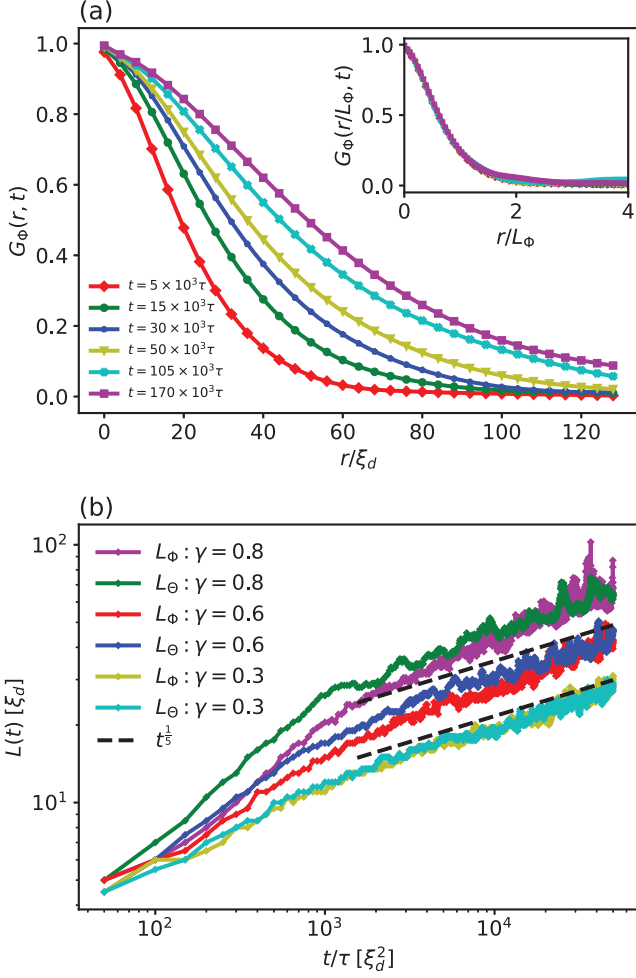 (a)
1.0
0.8
0.6
0.4
0.2
0.0
G_Φ(r, t)
t = 5 × 10³τ
t = 15 × 10³τ
t = 30 × 10³τ
t = 50 × 10³τ
t = 105 × 10³τ
t = 170 × 10³τ
0 20 40 60 80 100 120
r/ξ_d
1.0
0.5
0.0
G_Φ(r/L_Φ, t)
0 2 4
r/L_Φ
(b)
10²
10¹
L(t) [ξ_d]
L_Φ : γ = 0.8
L_Θ : γ = 0.8
L_Φ : γ = 0.6
L_Θ : γ = 0.6
L_Φ : γ = 0.3
L_Θ : γ = 0.3
t^{1/5}
10² 10³ 10⁴
t/τ [ξ_d²]